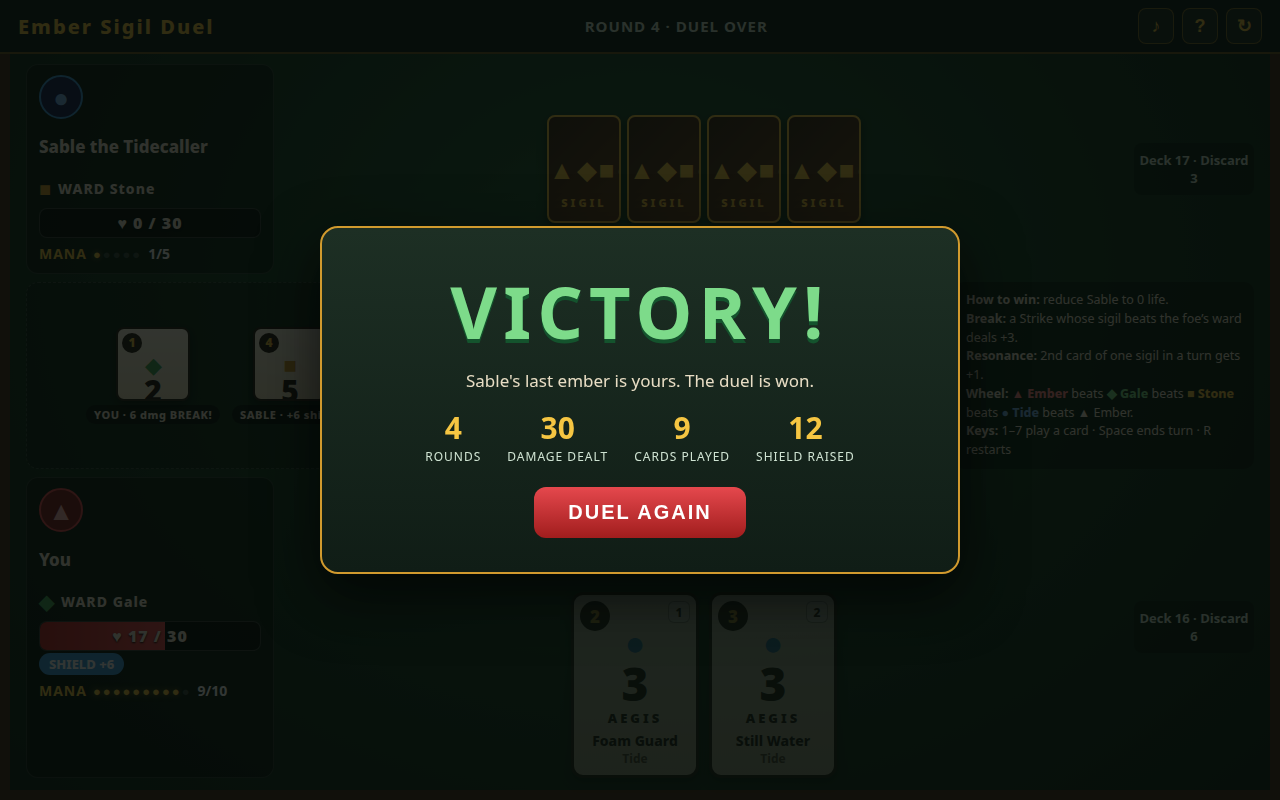 Ember Sigil Duel
ROUND 4 · DUEL OVER
♪
?
↻
Sable the Tidecaller
WARD Stone
♥ 0 / 30
MANA 1/5
SIGIL
SIGIL
SIGIL
SIGIL
Deck 17 · Discard
3
1
2
YOU · 6 dmg BREAK!
4
5
SABLE · +6
VICTORY!
Sable's last ember is yours. The duel is won.
4
ROUNDS
30
DAMAGE DEALT
9
CARDS PLAYED
12
SHIELD RAISED
DUEL AGAIN
How to win: reduce Sable to 0 life.
Break: a Strike whose sigil beats the foe's ward
deals +3.
Resonance: 2nd card of one sigil in a turn gets
+1.
Wheel: ▲ Ember beats ◆ Gale beats ■ Stone
beats ● Tide beats ▲ Ember.
Keys: 1–7 play a card · Space ends turn · R
restarts
You
WARD Gale
♥ 17 / 30
SHIELD +6
MANA 9/10
2
1
3
AEGIS
Foam Guard
Tide
3
2
3
AEGIS
Still Water
Tide
Deck 16 · Discard
6